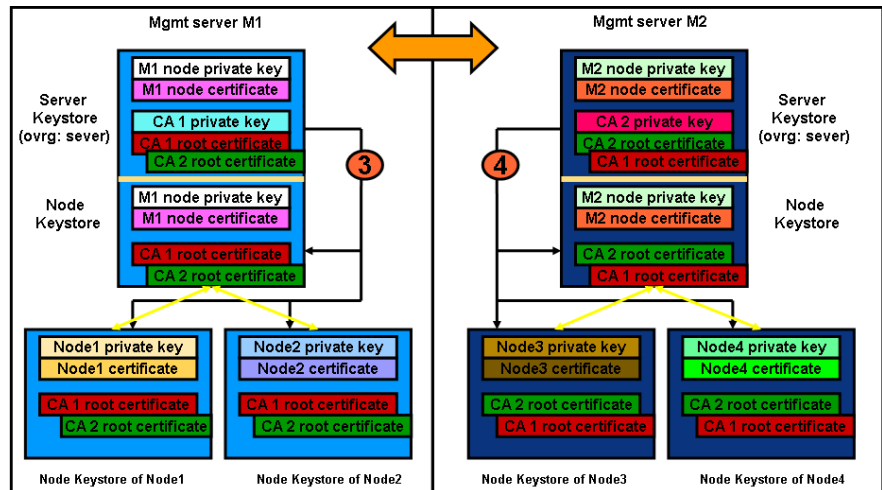 Mgmt server M1
Server
Keystore
(ovrg: sever)
M1 node private key
M1 node certificate
CA 1 private key
CA 1 root certificate
CA 2 root certificate
3
Node
Keystore
M1 node private key
M1 node certificate
CA 1 root certificate
CA 2 root certificate
Node1 private key
Node1 certificate
CA 1 root certificate
CA 2 root certificate
Node Keystore of Node1
Node2 private key
Node2 certificate
CA 1 root certificate
CA 2 root certificate
Node Keystore of Node2
Mgmt server M2
M2 node private key
M2 node certificate
CA 2 private key
CA 2 root certificate
CA 1 root certificate
Server
Keystore
(ovrg: sever)
4
M2 node private key
M2 node certificate
CA 2 root certificate
CA 1 root certificate
Node
Keystore
Node3 private key
Node3 certificate
CA 2 root certificate
CA 1 root certificate
Node Keystore of Node3
Node4 private key
Node4 certificate
CA 2 root certificate
CA 1 root certificate
Node Keystore of Node4